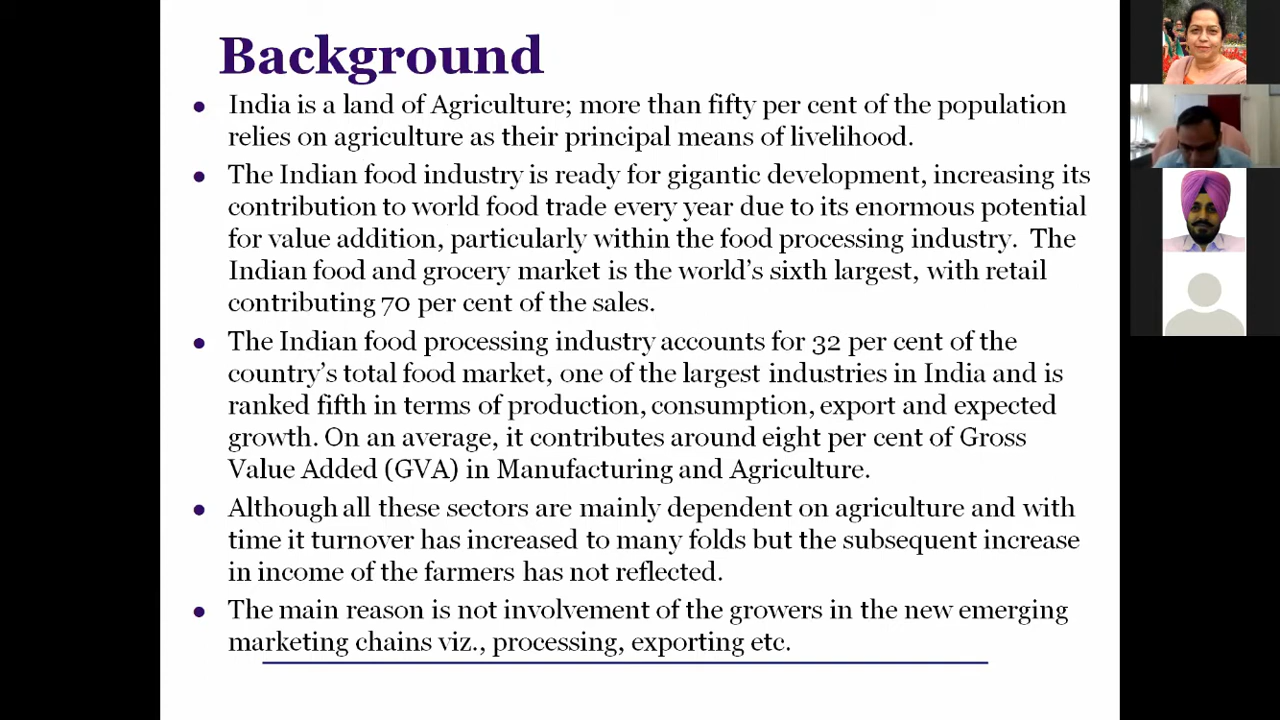 Background
India is a land of Agriculture; more than fifty per cent of the population
relies on agriculture as their principal means of livelihood.
The Indian food industry is ready for gigantic development, increasing its
contribution to world food trade every year due to its enormous potential
for value addition, particularly within the food processing industry.  The
Indian food and grocery market is the world’s sixth largest, with retail
contributing 70 per cent of the sales.
The Indian food processing industry accounts for 32 per cent of the
country’s total food market, one of the largest industries in India and is
ranked fifth in terms of production, consumption, export and expected
growth. On an average, it contributes around eight per cent of Gross
Value Added (GVA) in Manufacturing and Agriculture.
Although all these sectors are mainly dependent on agriculture and with
time it turnover has increased to many folds but the subsequent increase
in income of the farmers has not reflected.
The main reason is not involvement of the growers in the new emerging
marketing chains viz., processing, exporting etc.